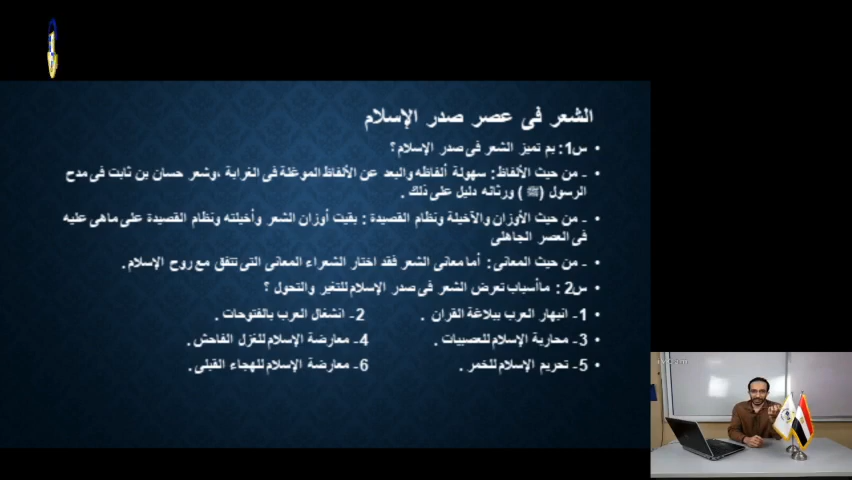 الشعر فى عصر صدر الإسلام
س1: بم تميز الشعر فى صدر الإسلام؟
ـ من حيث الألفاظ: سهولة ألفاظه والبعد عن الألفاظ الموغلة فى الغرابة ،وشعر حسان بن ثابت فى مدح
الرسول (ﷺ) ورثائه دليل على ذلك .
ـ من حيث الأوزان والأخيلة ونظام القصيدة : بقيت أوزان الشعر وأخيلته ونظام القصيدة على ماهى عليه
فى العصر الجاهلى
ـ من حيث المعانى: أما معانى الشعر فقد اختار الشعراء المعانى التى تتفق مع روح الإسلام.
س2 : ماأسباب تعرض الشعر فى صدر الإسلام للتغير والتحول ؟
1- انبهار العرب ببلاغة القران . 2- انشغال العرب بالفتوحات .
3- محاربة الإسلام للعصبيات . 4- معارضة الإسلام للغزل الفاحش .
5- تحريم الإسلام للخمر . 6- معارضة الإسلام للهجاء القبلى .